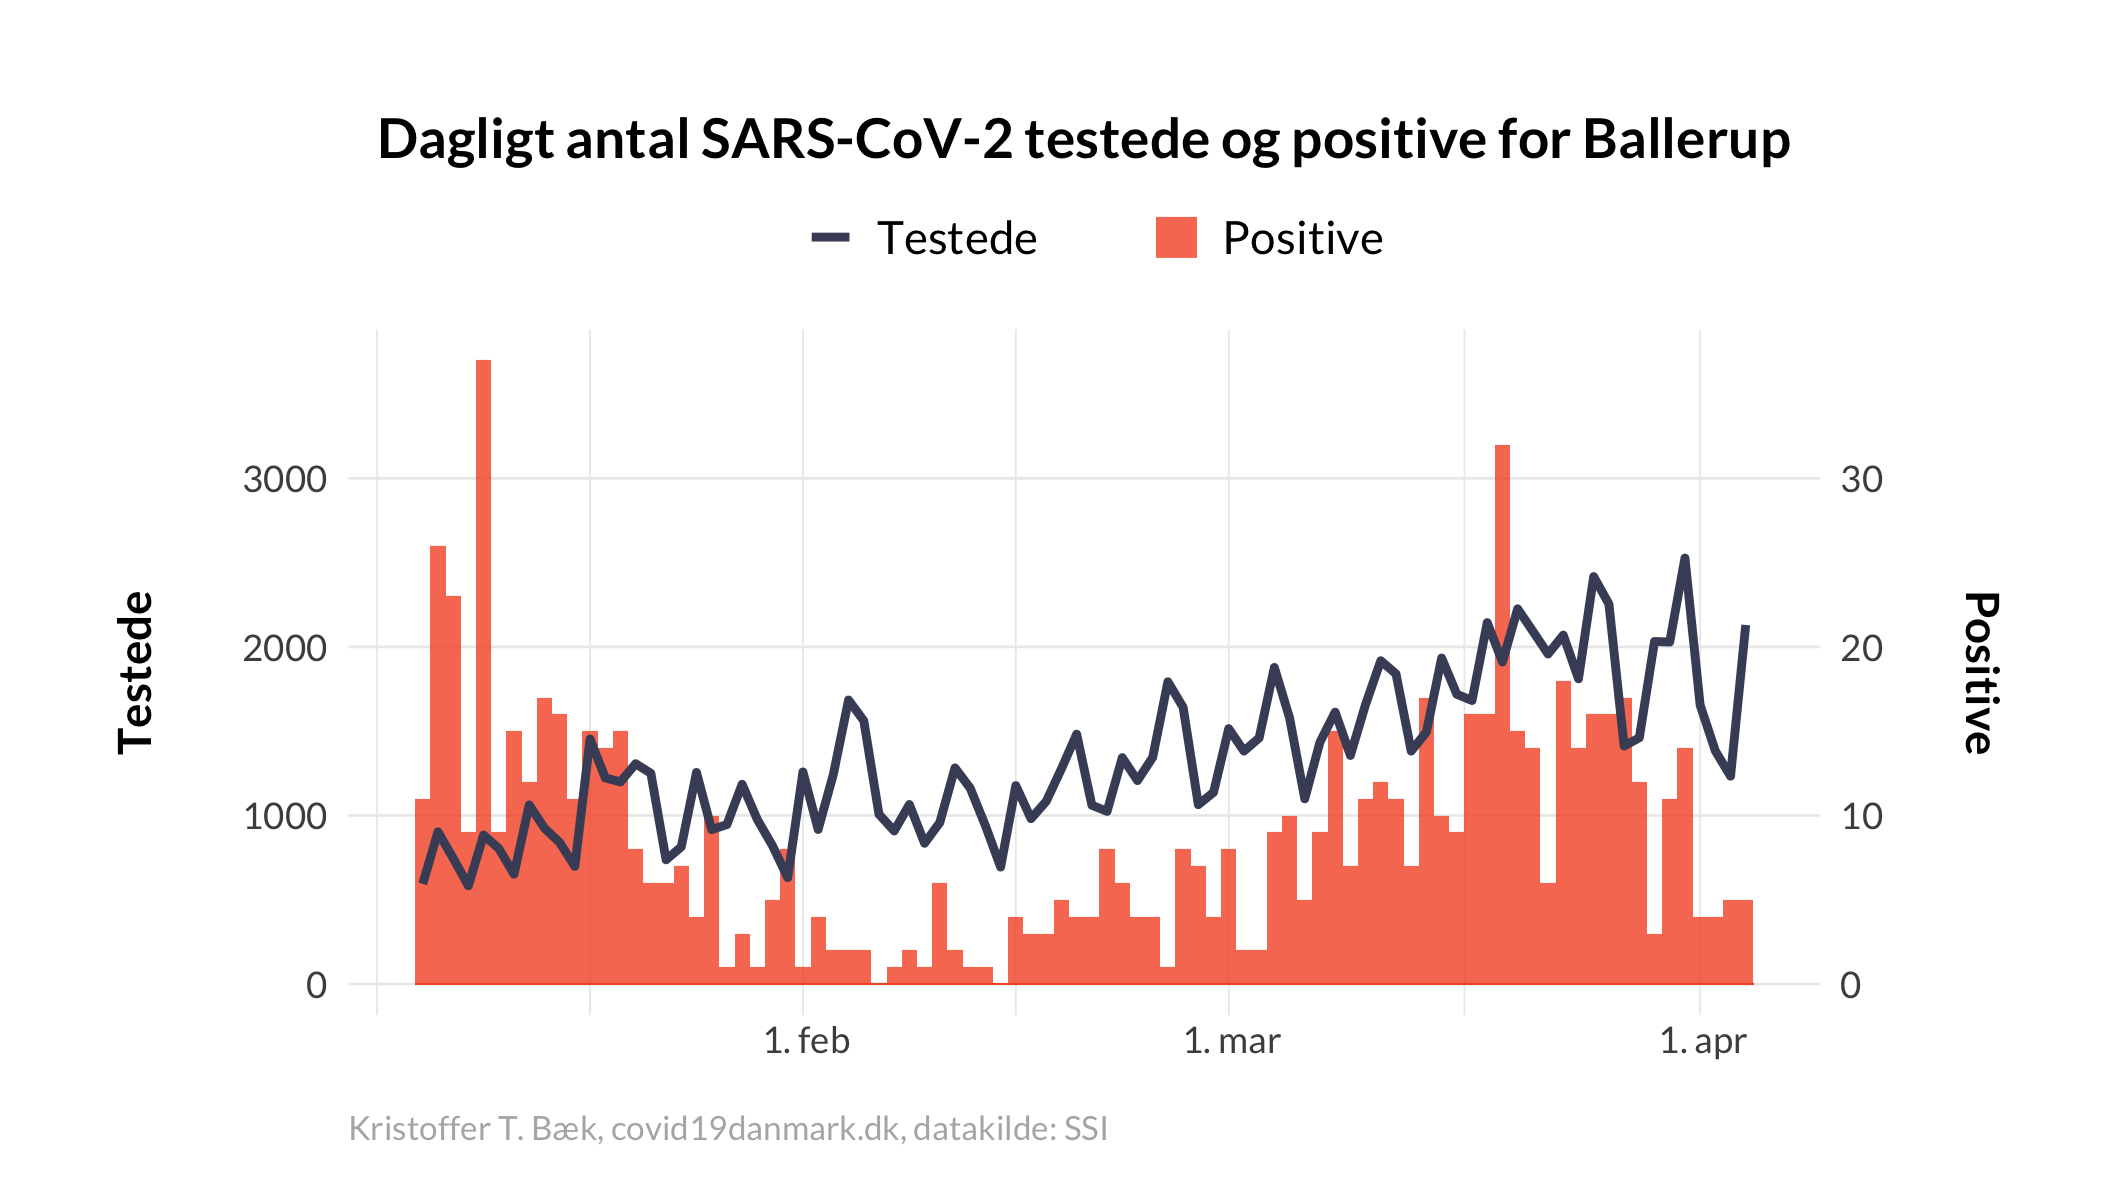 Dagligt antal SARS-CoV-2 testede og positive for Ballerup
Testede Positive
Testede
Positive
3000 30
2000 20
1000 10
0 0
1. feb 1. mar 1. apr
Kristoffer T. Bæk, covid19danmark.dk, datakilde: SSI